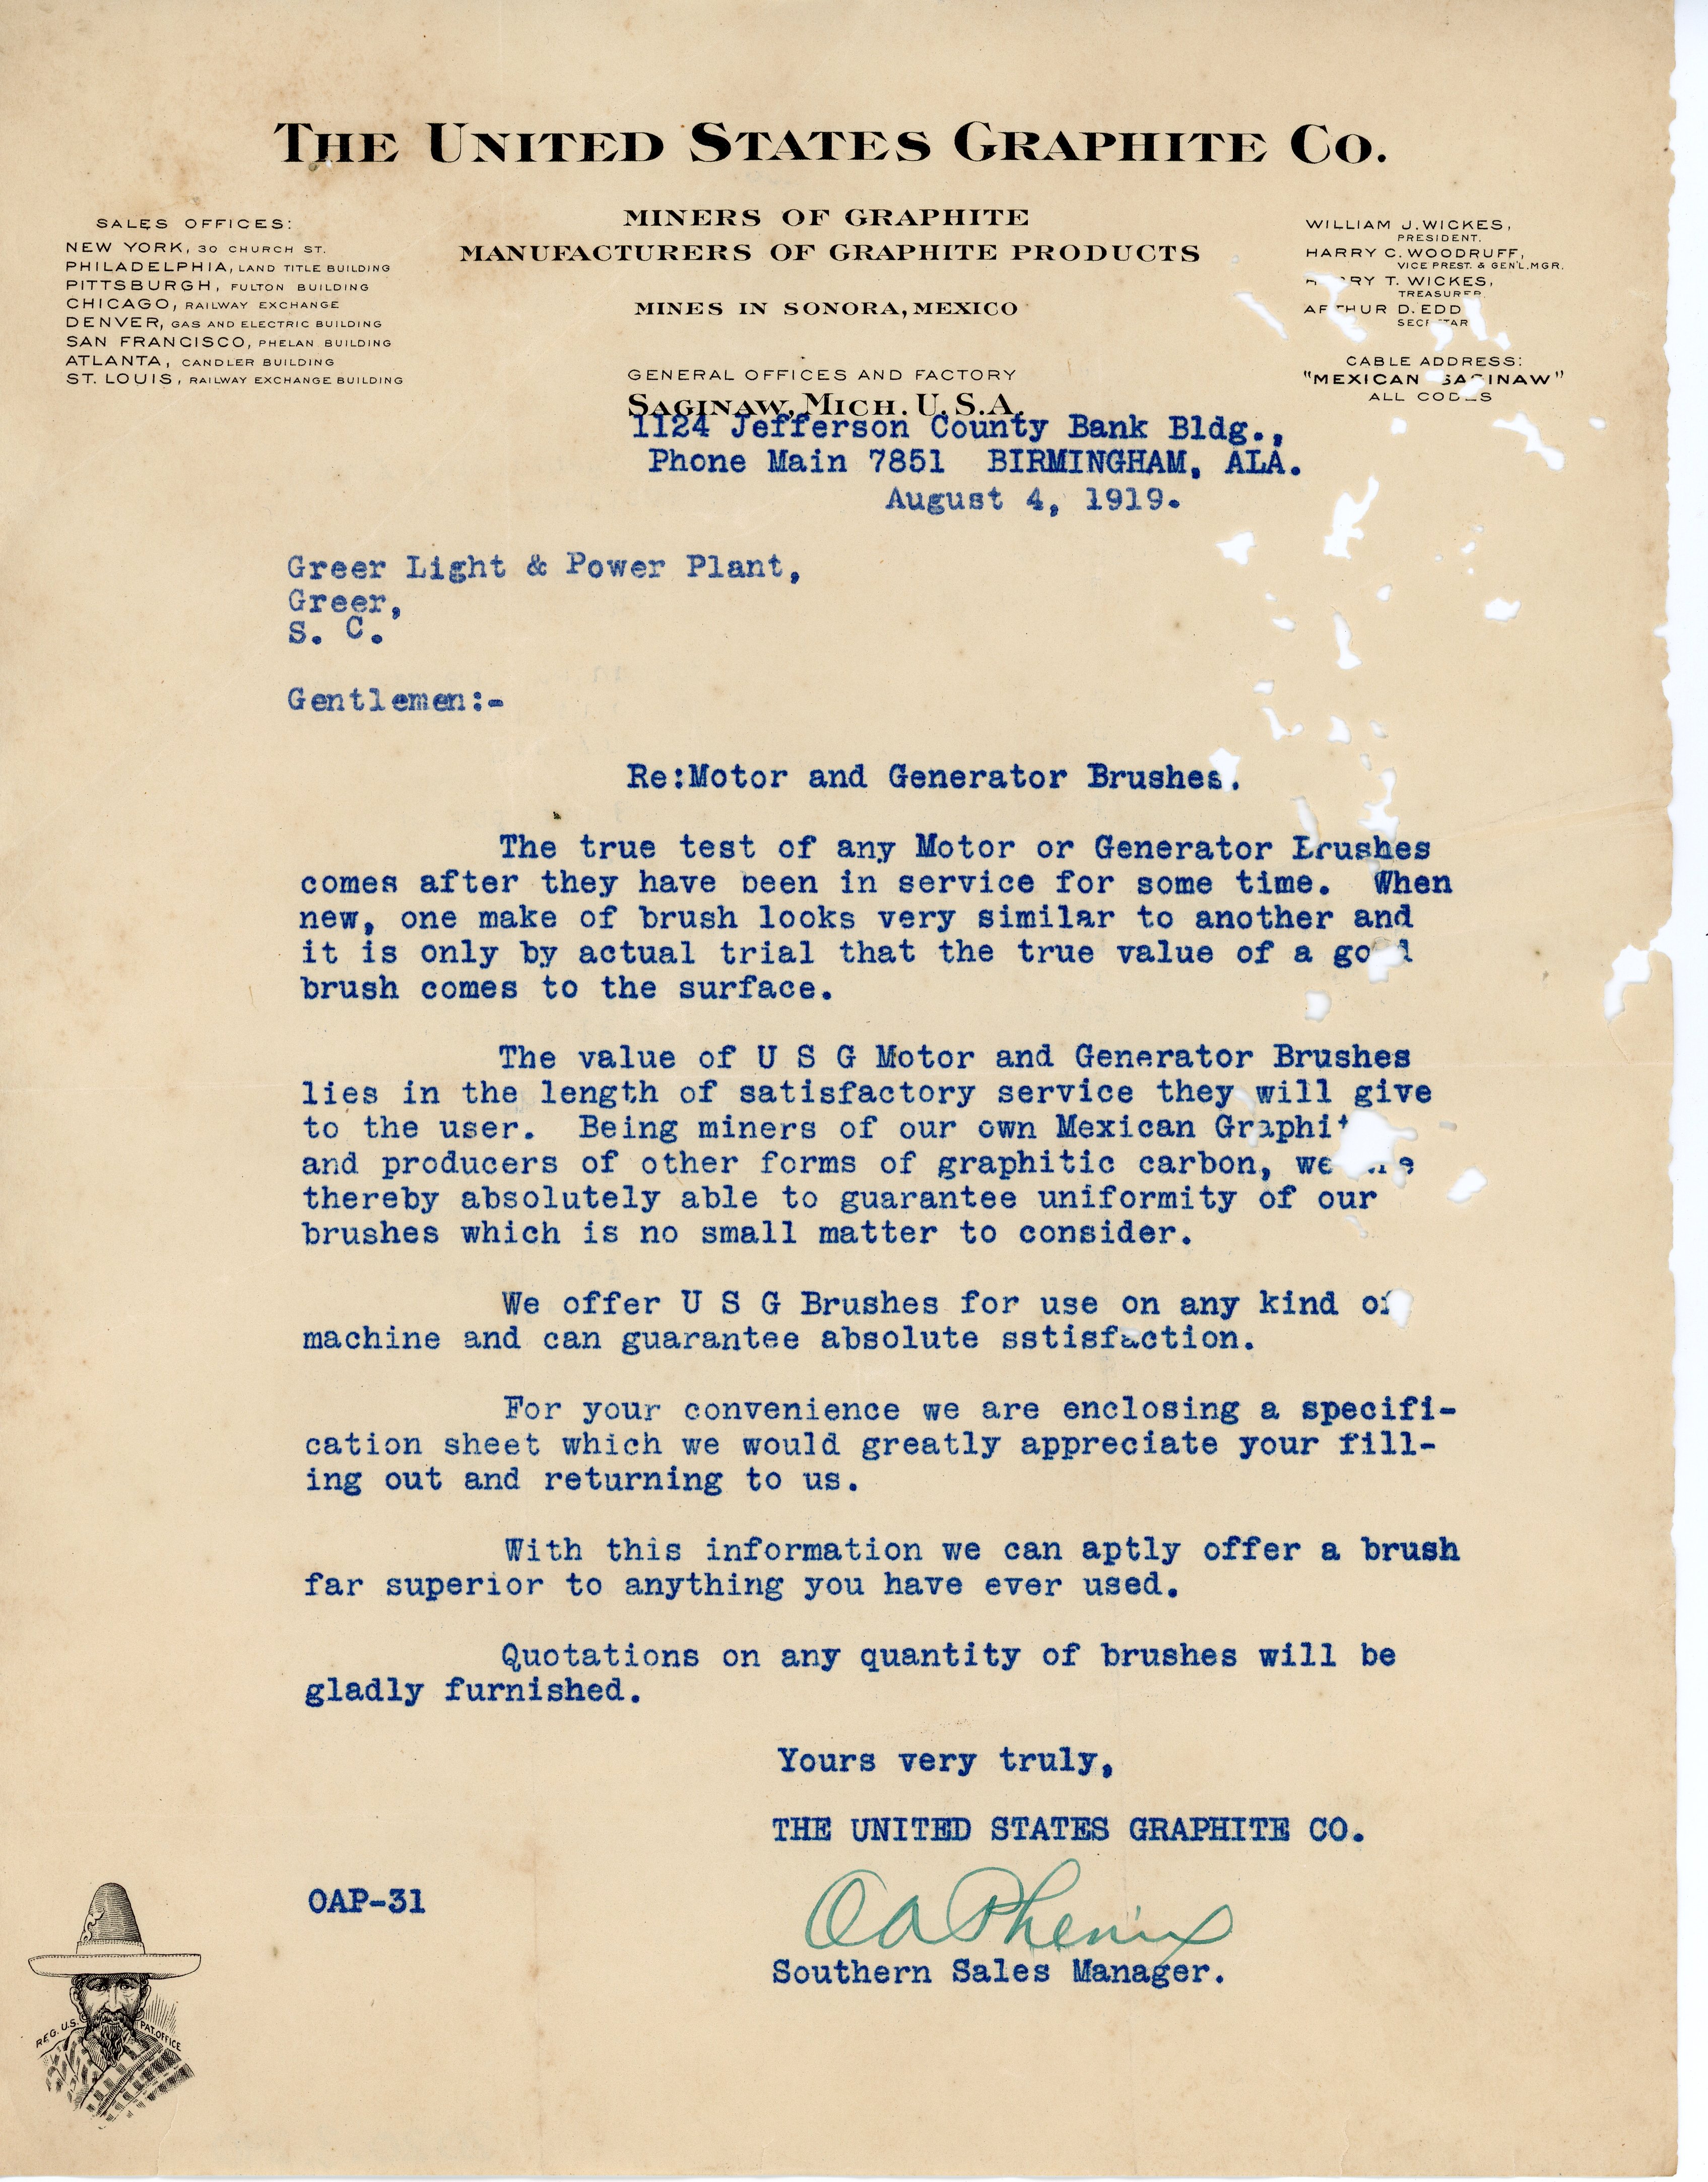 THE UNITED STATES GRAPHITE CO.
MINERS OF GRAPHITE
MANUFACTURERS OF GRAPHITE PRODUCTS
MINES IN SONORA, MEXICO
GENERAL OFFICES AND FACTORY
SAGINAW, MICH. U.S.A.
SALES OFFICES:
NEW YORK, 30 CHURCH ST.
PHILADELPHIA, LAND TITLE BUILDING
PITTSBURGH, FULTON BUILDING
CHICAGO, RAILWAY EXCHANGE
DENVER, GAS AND ELECTRIC BUILDING
SAN FRANCISCO, PHELAN BUILDING
ATLANTA, CANDLER BUILDING
ST. LOUIS, RAILWAY EXCHANGE BUILDING
WILLIAM J. WICKES,
PRESIDENT.
HARRY C. WOODRUFF,
VICE PREST. & GEN'L. MGR.
T. WICKES,
TREASURER
ARTHUR D. EDD
CABLE ADDRESS:
"MEXICAN SAGINAW"
ALL CODES
1124 Jefferson County Bank Bldg.,
Phone Main 7851 BIRMINGHAM, ALA.
August 4, 1919.
Greer Light & Power Plant,
Greer,
S. C.
Gentlemen:-
Re:Motor and Generator Brushes.
The true test of any Motor or Generator Brushes
comes after they have been in service for some time. When
new, one make of brush looks very similar to another and
it is only by actual trial that the true value of a good
brush comes to the surface.
The value of U S G Motor and Generator Brushes
lies in the length of satisfactory service they will give
to the user. Being miners of our own Mexican Graphit
and producers of other forms of graphitic carbon, we are
thereby absolutely able to guarantee uniformity of our
brushes which is no small matter to consider.
We offer U S G Brushes for use on any kind of
machine and can guarantee absolute sstisfaction.
For your convenience we are enclosing a specifi-
cation sheet which we would greatly appreciate your fill-
ing out and returning to us.
With this information we can aptly offer a brush
far superior to anything you have ever used.
Quotations on any quantity of brushes will be
gladly furnished.
Yours very truly,
THE UNITED STATES GRAPHITE CO.
OAP-31
OAPhenix
Southern Sales Manager.
REG. U.S. PAT. OFFICE